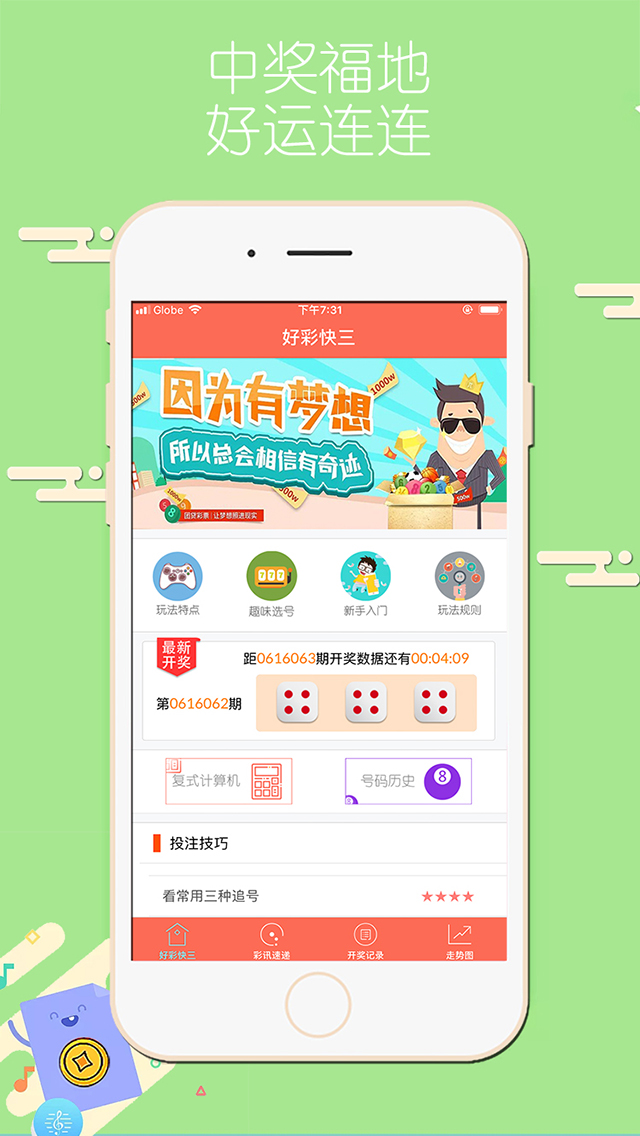 中奖福地
好运连连
Globe 下午7:31
好彩快三
因为有梦想
所以总会相信有奇迹
1000w
500w
1000w
500w
团贷彩票 让梦想照进现实
玩法特点 趣味选号 新手入门 玩法规则
最新
开奖
距0616063期开奖数据还有00:04:09
第0616062期
复式计算机
号码历史 8
投注技巧
看常用三种追号 ★★★★
好彩快三 彩讯速递 开奖记录 走势图